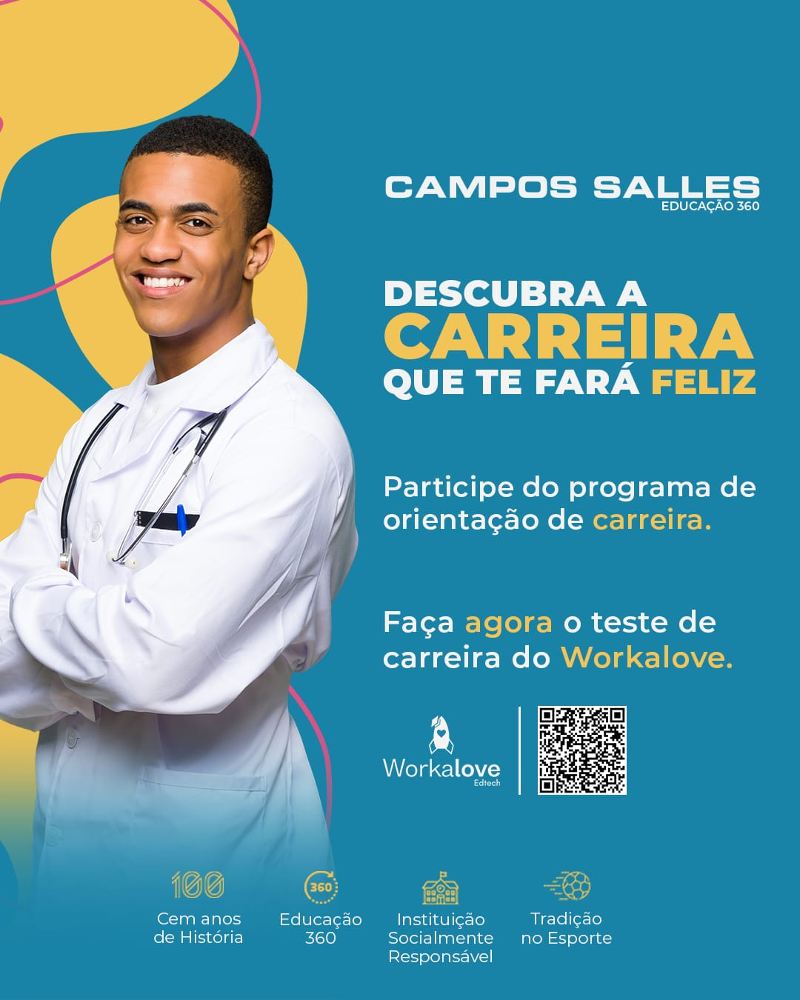 CAMPOS SALLES
EDUCAÇÃO 360
DESCUBRA A
CARREIRA
QUE TE FARÁ FELIZ
Participe do programa de
orientação de carreira.
Faça agora o teste de
carreira do Workalove.
Workalove
Edtech
100
Cem anos
de História
360
Educação
360
Instituição
Socialmente
Responsável
Tradição
no Esporte